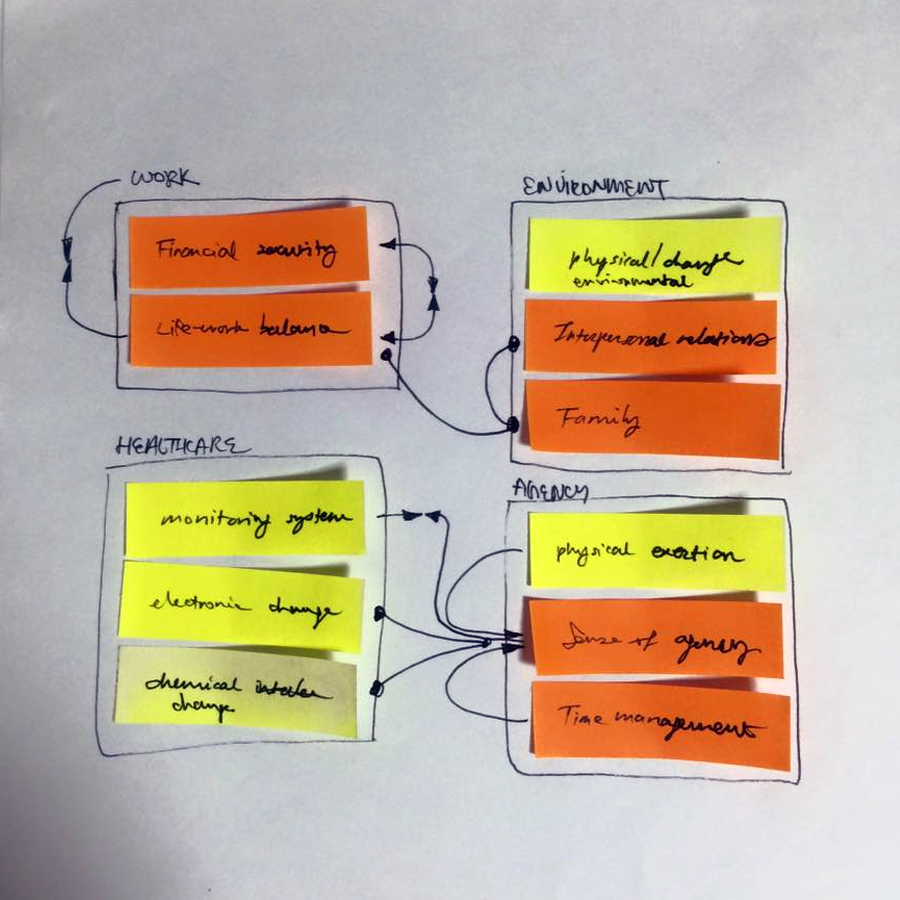 WORK
Financial security
Life-work balance
ENVIRONMENT
physical/change
environmental
Interpersonal relations
Family
HEALTHCARE
monitoring system
electronic change
chemical intake
change
AGENCY
physical exertion
Sense of agency
Time management